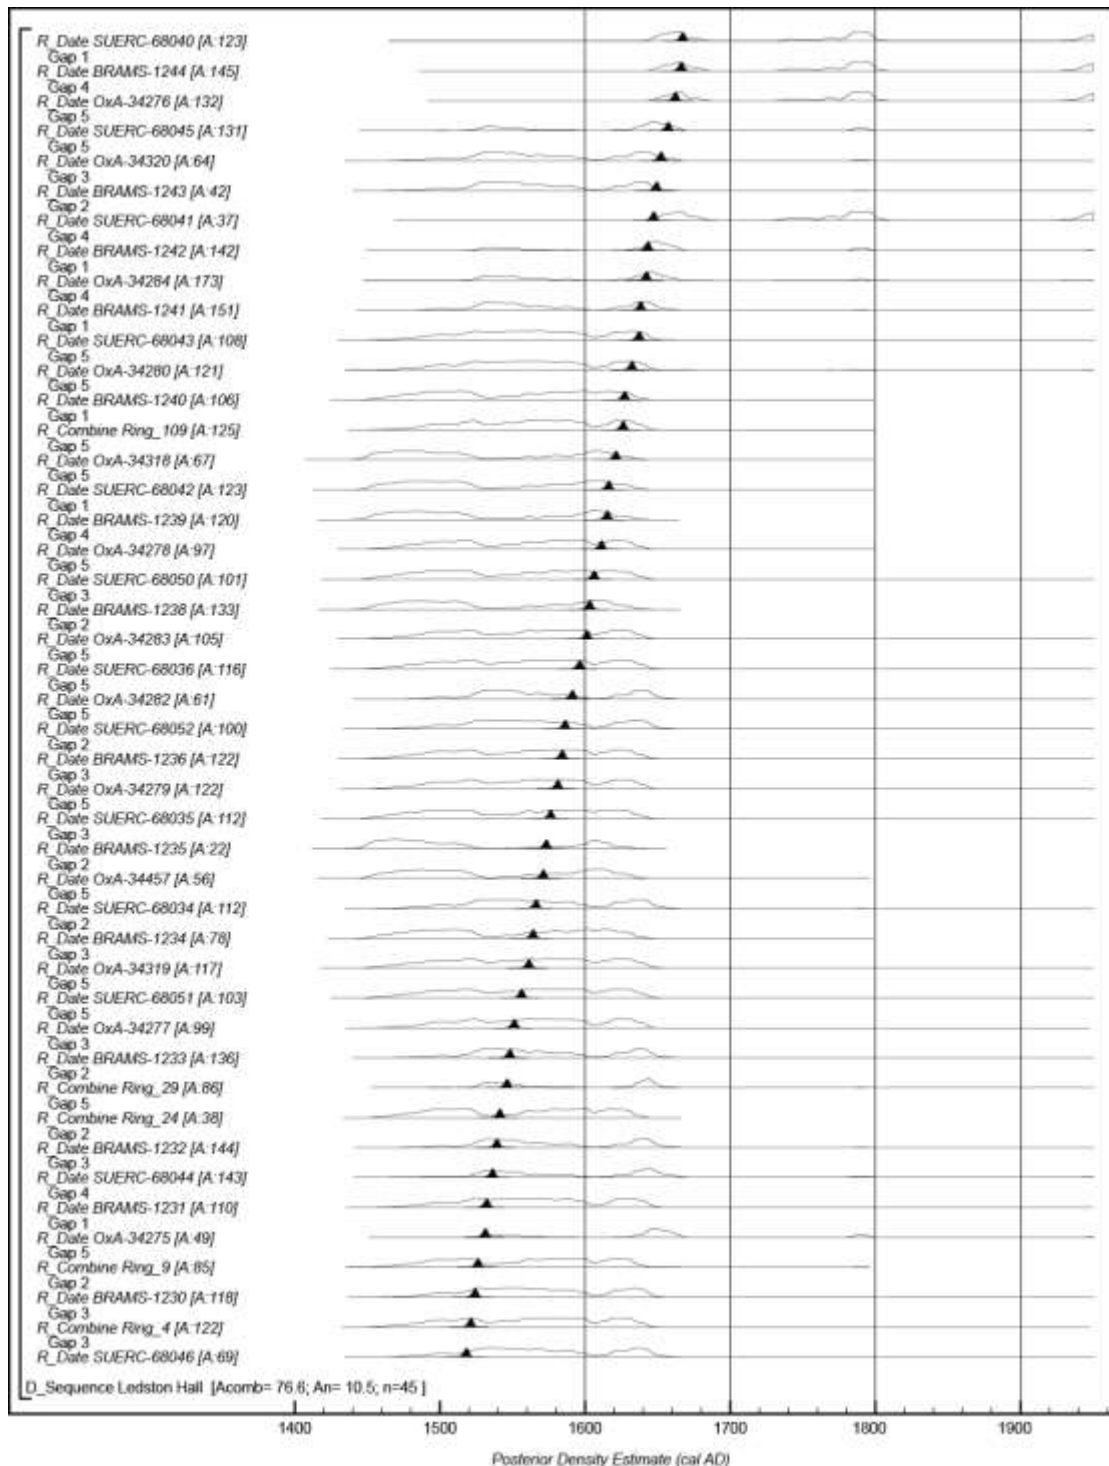 R_Date SUERC-68040 [A:123]
Gap 1
R_Date BRAMS-1244 [A:145]
Gap 4
R_Date OxA-34276 [A:132]
Gap 5
R_Date SUERC-68045 [A:131]
Gap 5
R_Date OxA-34320 [A:64]
Gap 3
R_Date BRAMS-1243 [A:42]
Gap 2
R_Date SUERC-68041 [A:37]
Gap 4
R_Date BRAMS-1242 [A:142]
Gap 1
R_Date OxA-34284 [A:173]
Gap 4
R_Date BRAMS-1241 [A:151]
Gap 1
R_Date SUERC-68043 [A:108]
Gap 5
R_Date OxA-34280 [A:121]
Gap 5
R_Date BRAMS-1240 [A:106]
Gap 1
R_Combine Ring_109 [A:125]
Gap 5
R_Date OxA-34318 [A:67]
Gap 5
R_Date SUERC-68042 [A:123]
Gap 1
R_Date BRAMS-1239 [A:120]
Gap 4
R_Date OxA-34278 [A:97]
Gap 5
R_Date SUERC-68050 [A:101]
Gap 3
R_Date BRAMS-1238 [A:133]
Gap 2
R_Date OxA-34283 [A:105]
Gap 5
R_Date SUERC-68036 [A:116]
Gap 5
R_Date OxA-34282 [A:61]
Gap 5
R_Date SUERC-68052 [A:100]
Gap 2
R_Date BRAMS-1236 [A:122]
Gap 3
R_Date OxA-34279 [A:122]
Gap 5
R_Date SUERC-68035 [A:112]
Gap 3
R_Date BRAMS-1235 [A:22]
Gap 2
R_Date OxA-34457 [A:56]
Gap 5
R_Date SUERC-68034 [A:112]
Gap 2
R_Date BRAMS-1234 [A:78]
Gap 3
R_Date OxA-34319 [A:117]
Gap 5
R_Date SUERC-68051 [A:103]
Gap 5
R_Date OxA-34277 [A:99]
Gap 3
R_Date BRAMS-1233 [A:136]
Gap 2
R_Combine Ring_29 [A:86]
Gap 5
R_Combine Ring_24 [A:38]
Gap 2
R_Date BRAMS-1232 [A:144]
Gap 3
R_Date SUERC-68044 [A:143]
Gap 4
R_Date BRAMS-1231 [A:110]
Gap 1
R_Date OxA-34275 [A:49]
Gap 5
R_Combine Ring_9 [A:85]
Gap 2
R_Date BRAMS-1230 [A:118]
Gap 3
R_Combine Ring_4 [A:122]
Gap 3
R_Date SUERC-68046 [A:69]
D_Sequence Ledston Hall [Acomb= 76.6; An= 10.5; n=45 ]
1400 1500 1600 1700 1800 1900
Posterior Density Estimate (cal AD)